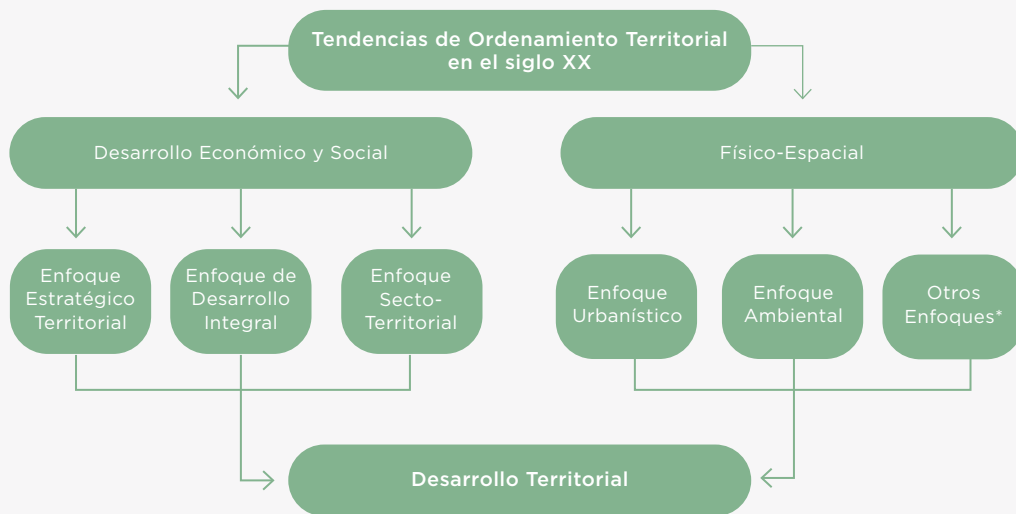 Tendencias de Ordenamiento Territorial
en el siglo XX
Desarrollo Económico y Social
Físico-Espacial
Enfoque
Estratégico
Territorial
Enfoque de
Desarrollo
Integral
Enfoque
Secto-
Territorial
Enfoque
Urbanístico
Enfoque
Ambiental
Otros
Enfoques*
Desarrollo Territorial